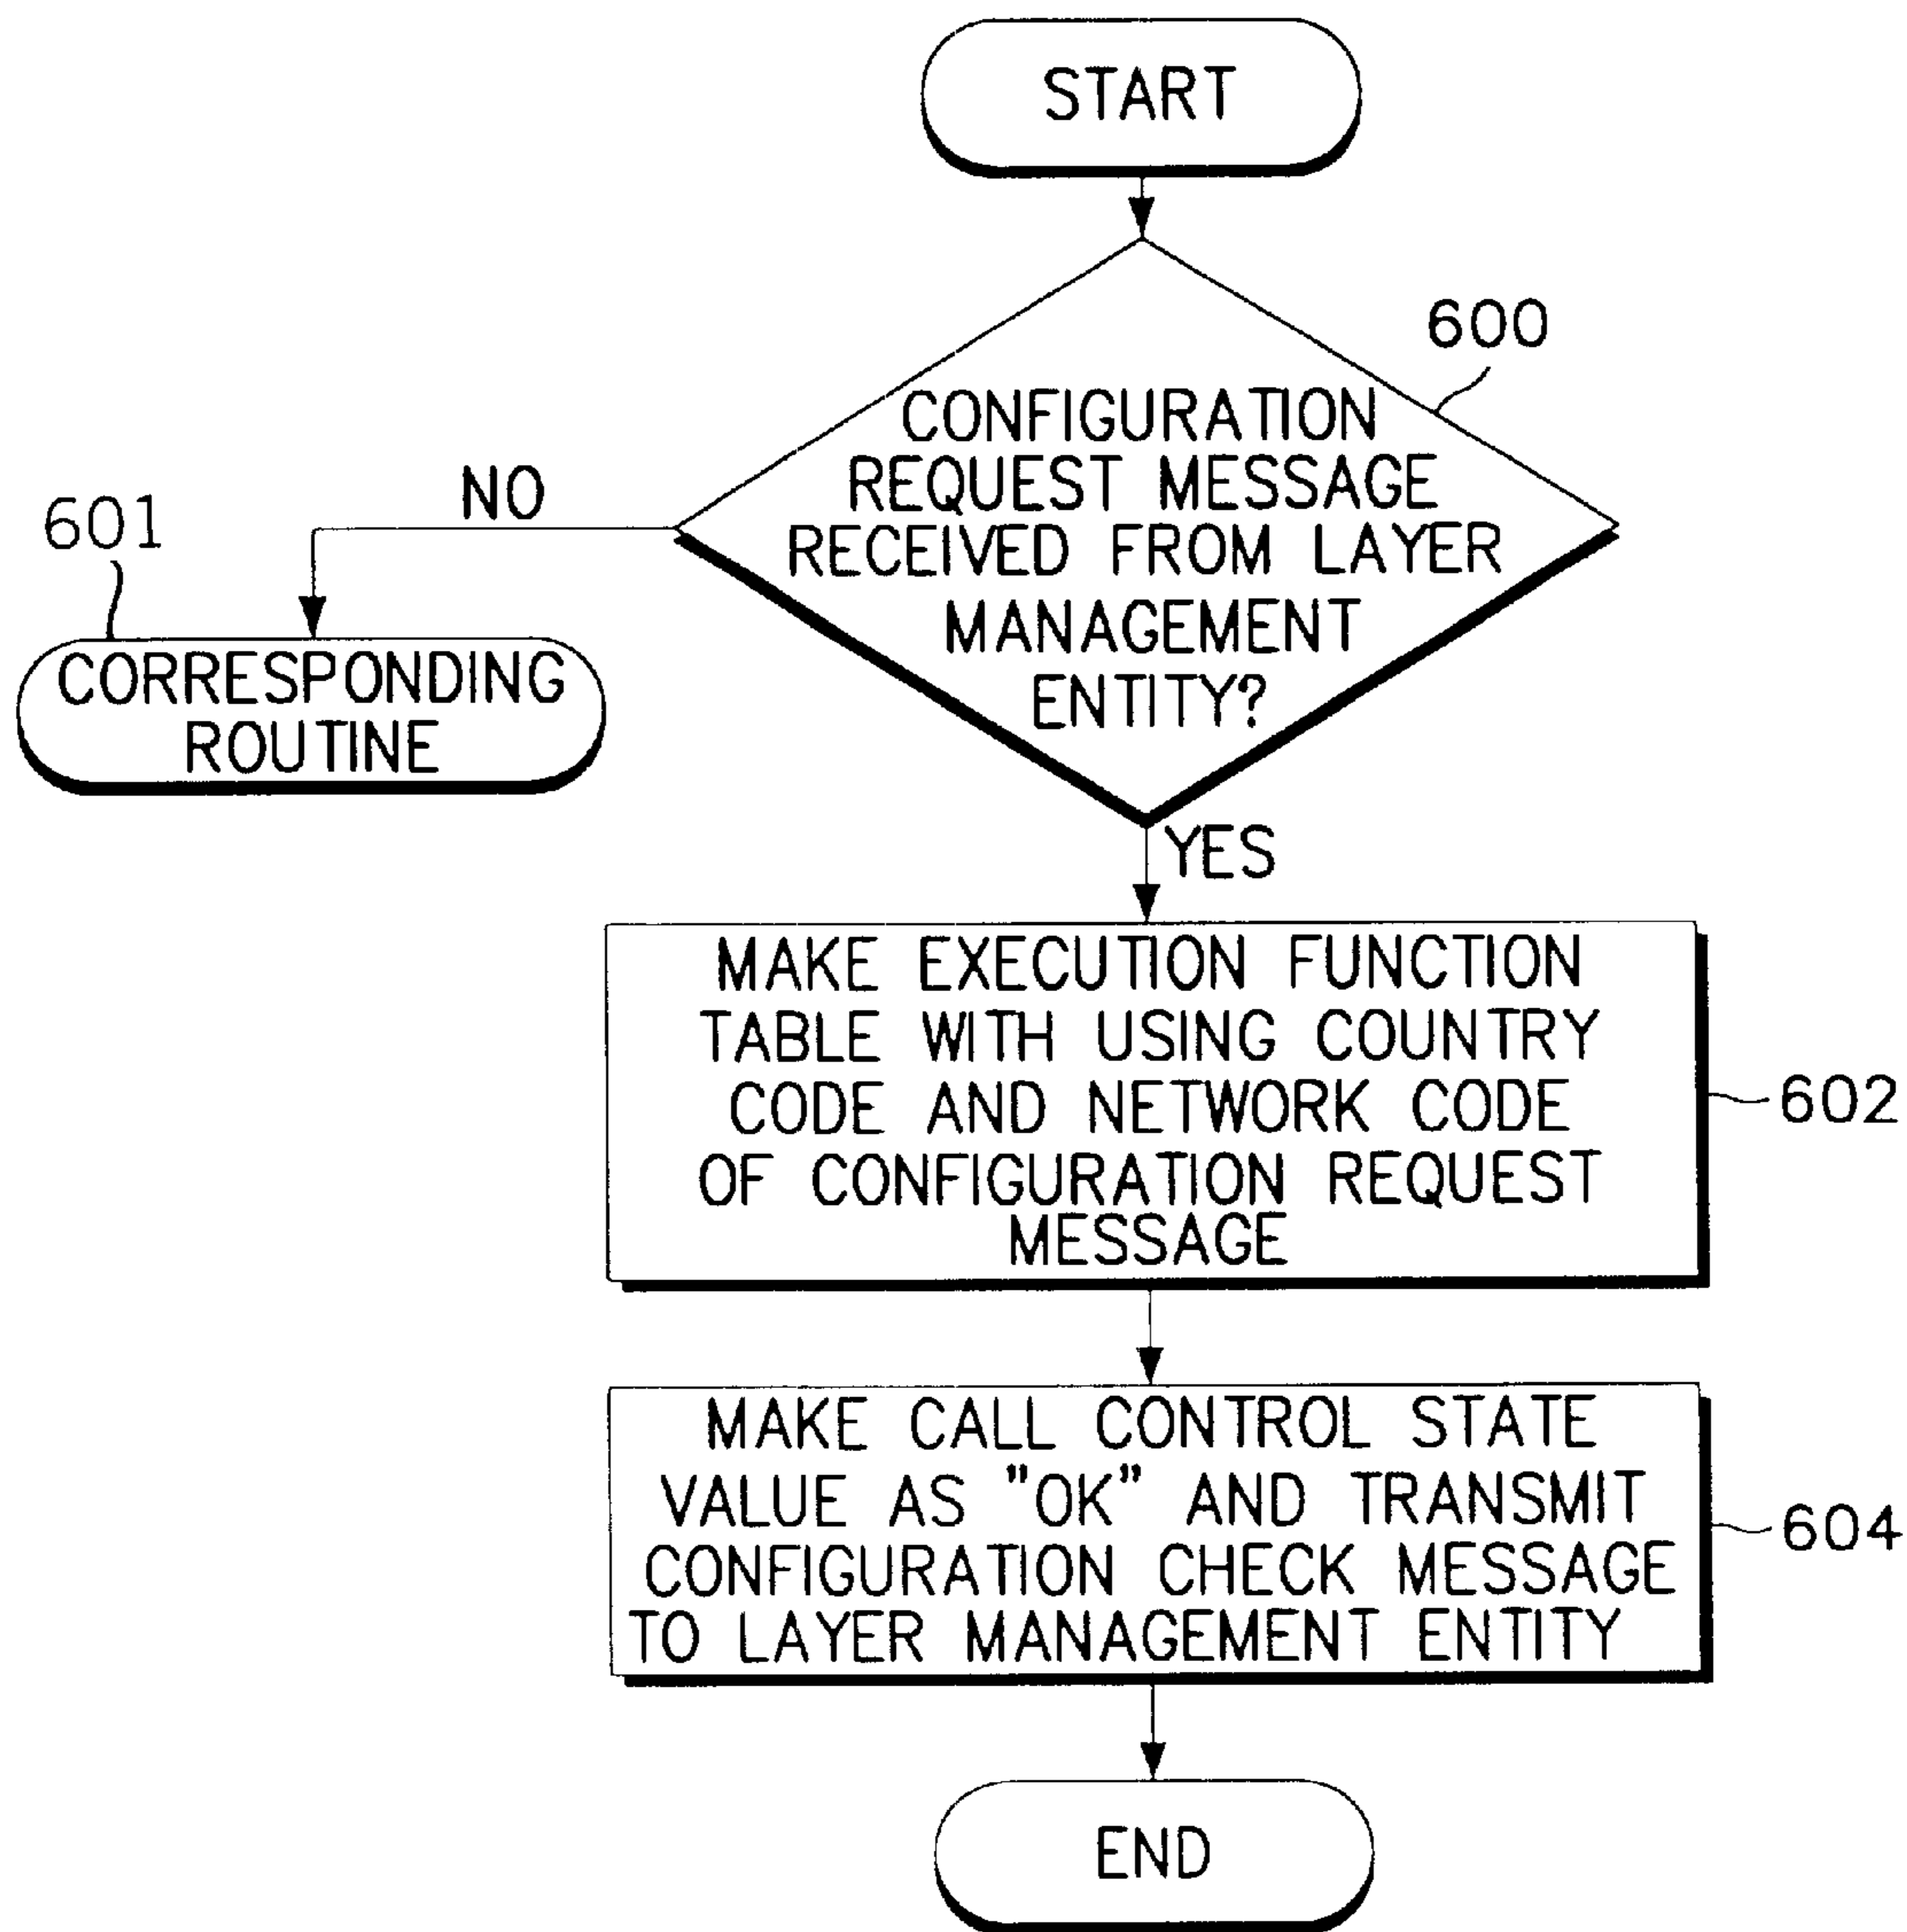 START
600
CONFIGURATION
REQUEST MESSAGE
RECEIVED FROM LAYER
MANAGEMENT
ENTITY?
NO
601
CORRESPONDING
ROUTINE
YES
MAKE EXECUTION FUNCTION
TABLE WITH USING COUNTRY
CODE AND NETWORK CODE
OF CONFIGURATION REQUEST
MESSAGE
602
MAKE CALL CONTROL STATE
VALUE AS "OK" AND TRANSMIT
CONFIGURATION CHECK MESSAGE
TO LAYER MANAGEMENT ENTITY
604
END